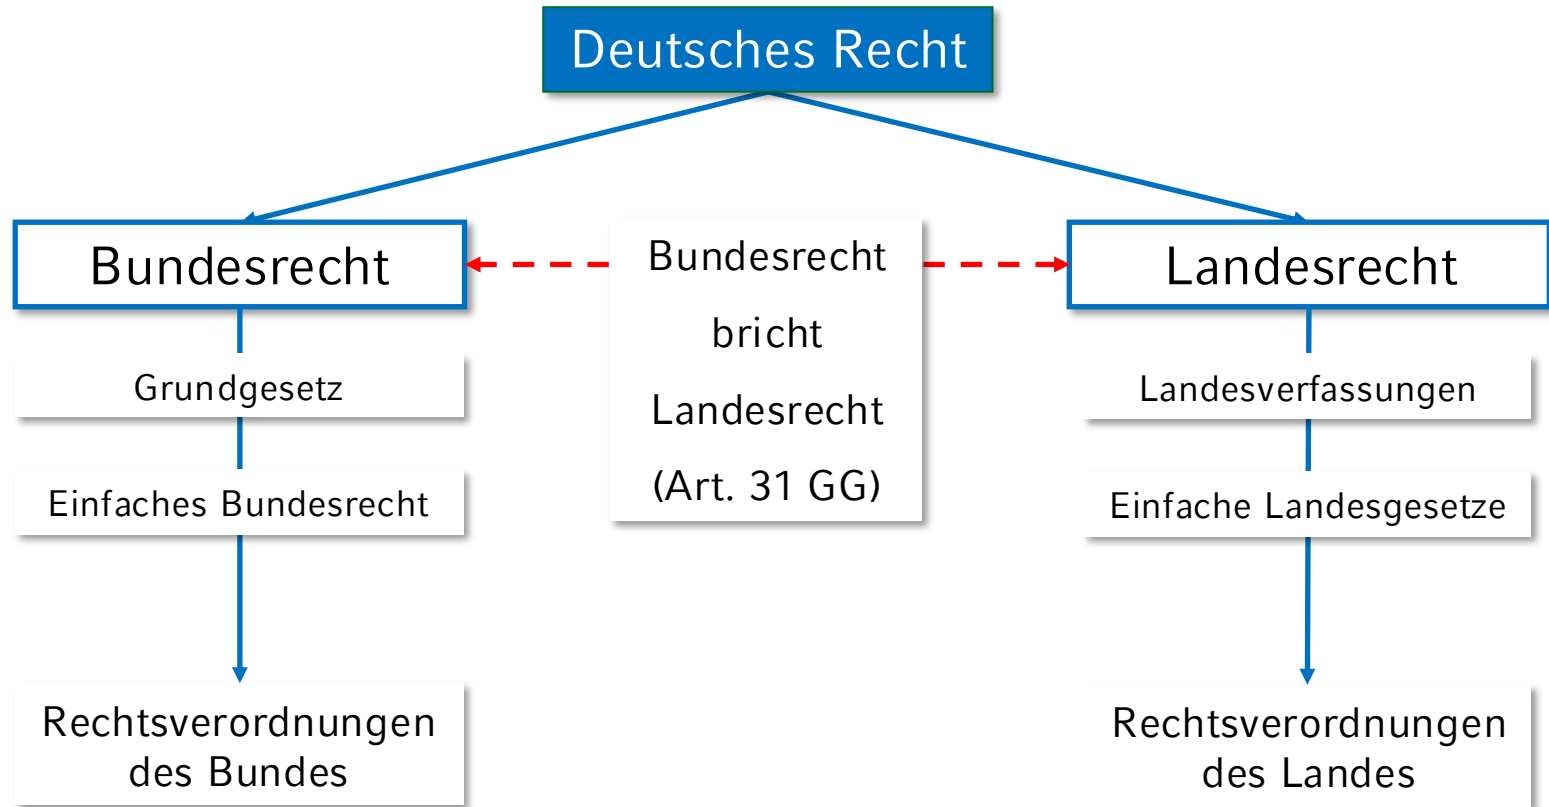 Deutsches Recht
Bundesrecht
Bundesrecht
bricht
Landesrecht
(Art. 31 GG)
Landesrecht
Grundgesetz
Einfaches Bundesrecht
Rechtsverordnungen
des Bundes
Landesverfassungen
Einfache Landesgesetze
Rechtsverordnungen
des Landes